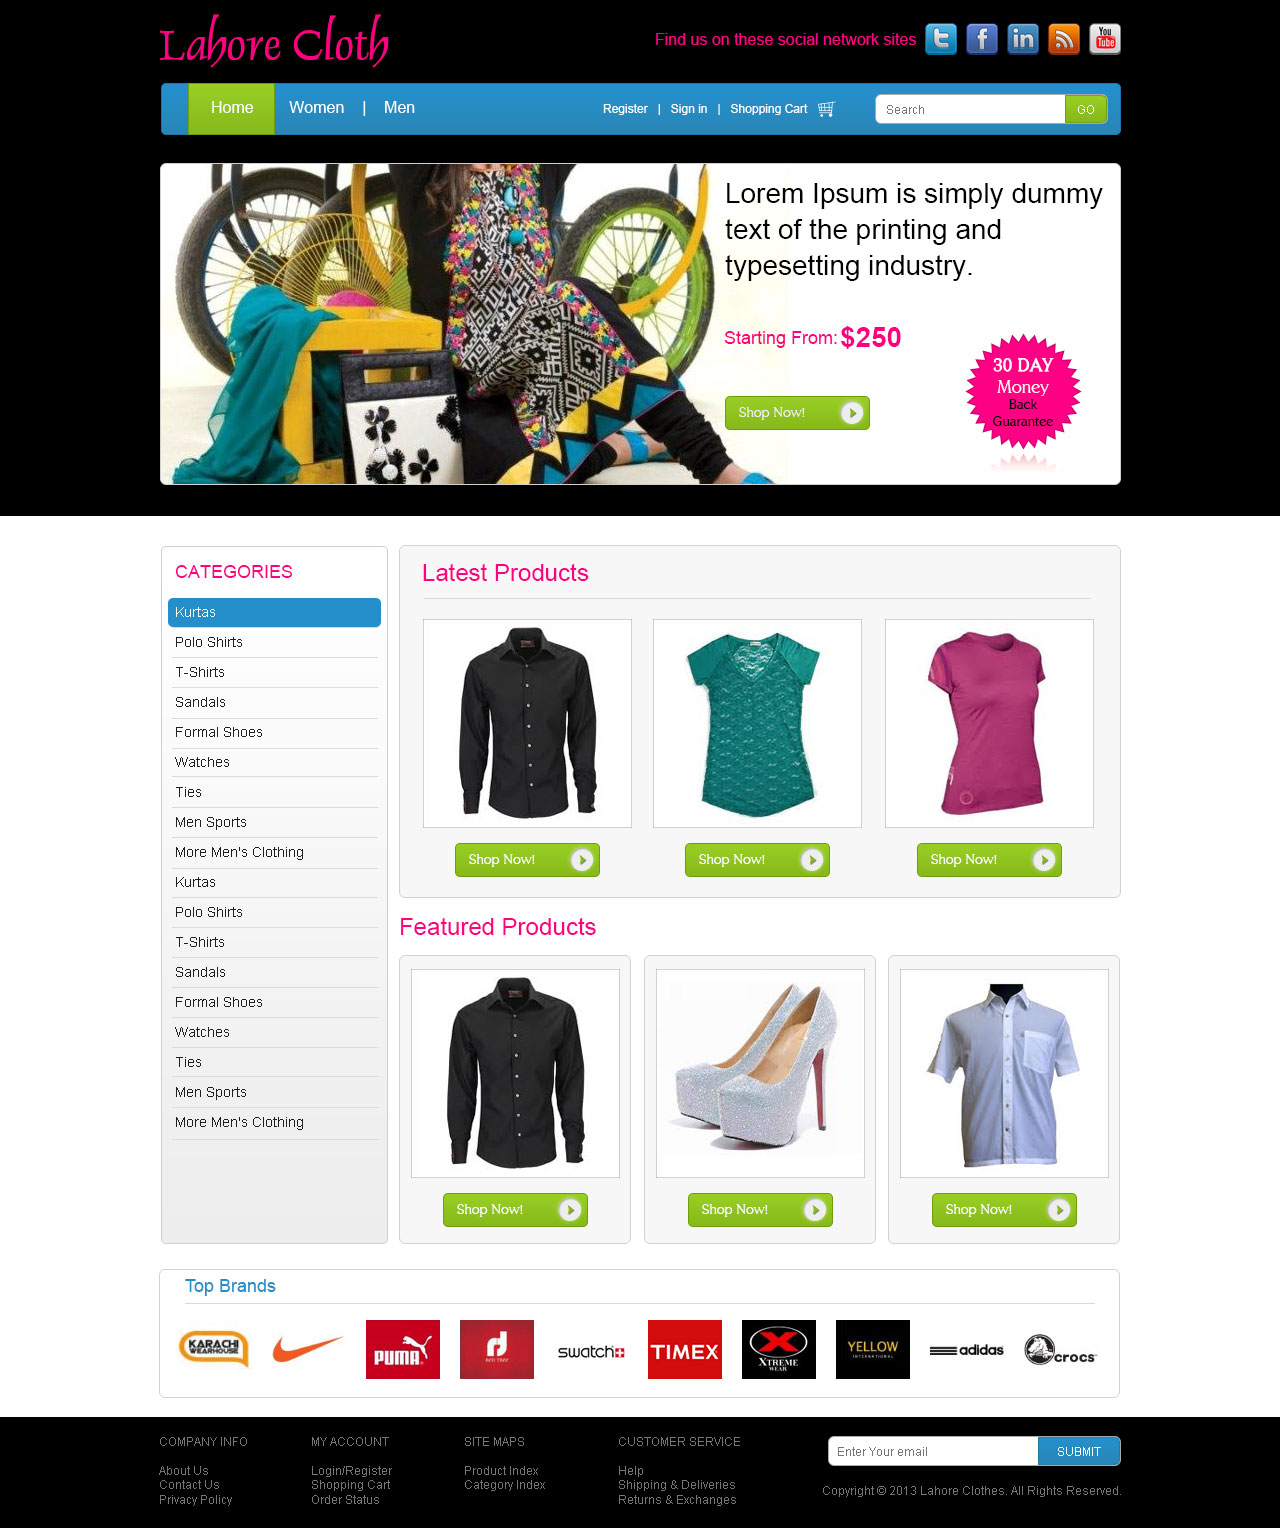 Lahore Cloth
Find us on these social network sites
You
Tube
Home
Women | Men
Register | Sign in | Shopping Cart
Search
GO
Lorem Ipsum is simply dummy
text of the printing and
typesetting industry.
Starting From: $250
Shop Now!
30 DAY
Money
Back
Guarantee
CATEGORIES
Kurtas
Polo Shirts
T-Shirts
Sandals
Formal Shoes
Watches
Ties
Men Sports
More Men's Clothing
Kurtas
Polo Shirts
T-Shirts
Sandals
Formal Shoes
Watches
Ties
Men Sports
More Men's Clothing
Latest Products
Shop Now!
Shop Now!
Shop Now!
Featured Products
Shop Now!
Shop Now!
Shop Now!
Top Brands
KARACHI
WEARHOUSE
PUMA
RED TREE
swatch
TIMEX
XTREME
WEAR
YELLOW
INTERNATIONAL
adidas
crocs
COMPANY INFO
About Us
Contact Us
Privacy Policy
MY ACCOUNT
Login/Register
Shopping Cart
Order Status
SITE MAPS
Product Index
Category Index
CUSTOMER SERVICE
Help
Shipping & Deliveries
Returns & Exchanges
Enter Your email
SUBMIT
Copyright © 2013 Lahore Clothes. All Rights Reserved.